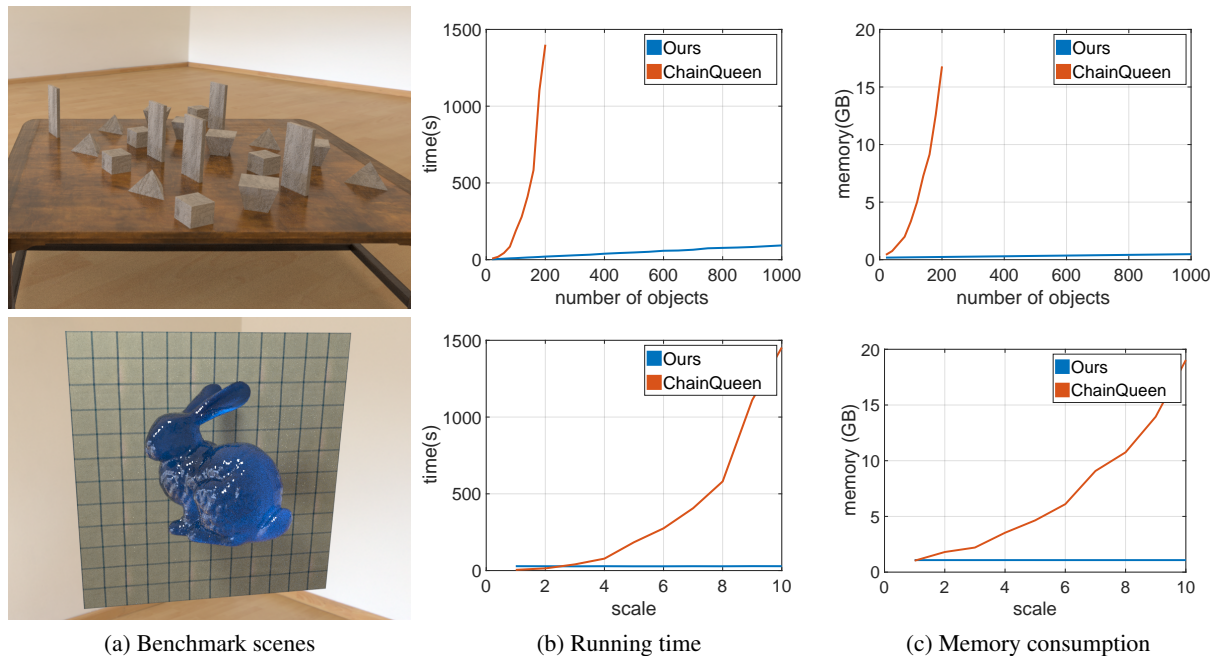 1500
1000
500
0
time(s)
0 200 400 600 800 1000
number of objects
Ours
ChainQueen
20
15
10
5
0
memory(GB)
0 200 400 600 800 1000
number of objects
Ours
ChainQueen
1500
1000
500
0
time(s)
0 2 4 6 8 10
scale
Ours
ChainQueen
20
15
10
5
0
memory (GB)
0 2 4 6 8 10
scale
Ours
ChainQueen
(a) Benchmark scenes
(b) Running time
(c) Memory consumption